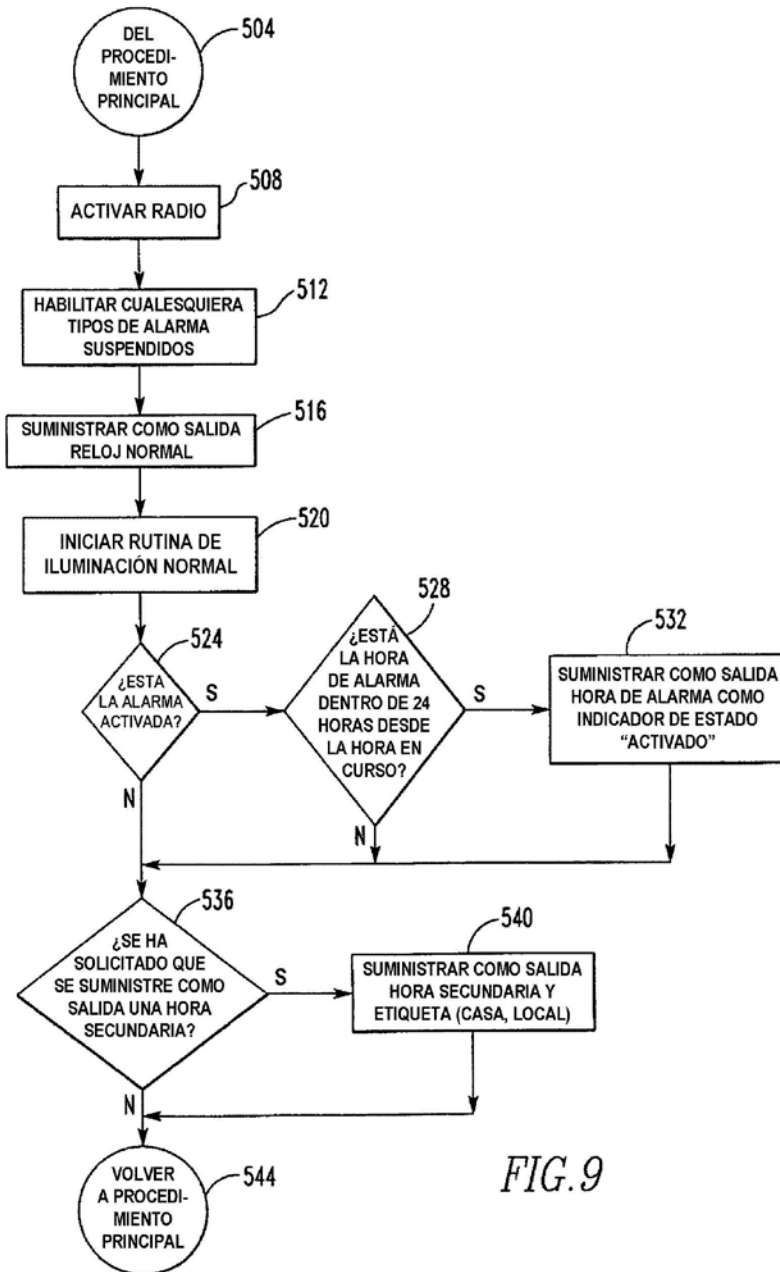 DEL
PROCEDI-
MIENTO
PRINCIPAL
504
ACTIVAR RADIO
508
HABILITAR CUALESQUIERA
TIPOS DE ALARMA
SUSPENDIDOS
512
SUMINISTRAR COMO SALIDA
RELOJ NORMAL
516
INICIAR RUTINA DE
ILUMINACIÓN NORMAL
520
¿ESTA
LA ALARMA
ACTIVADA?
524
S
N
¿ESTÁ
LA HORA
DE ALARMA
DENTRO DE 24
HORAS DESDE
LA HORA EN
CURSO?
528
S
N
SUMINISTRAR COMO SALIDA
HORA DE ALARMA COMO
INDICADOR DE ESTADO
“ACTIVADO”
532
¿SE HA
SOLICITADO QUE
SE SUMINISTRE COMO
SALIDA UNA HORA
SECUNDARIA?
536
S
N
SUMINISTRAR COMO SALIDA
HORA SECUNDARIA Y
ETIQUETA (CASA, LOCAL)
540
VOLVER
A PROCEDI-
MIENTO
PRINCIPAL
544
FIG.9